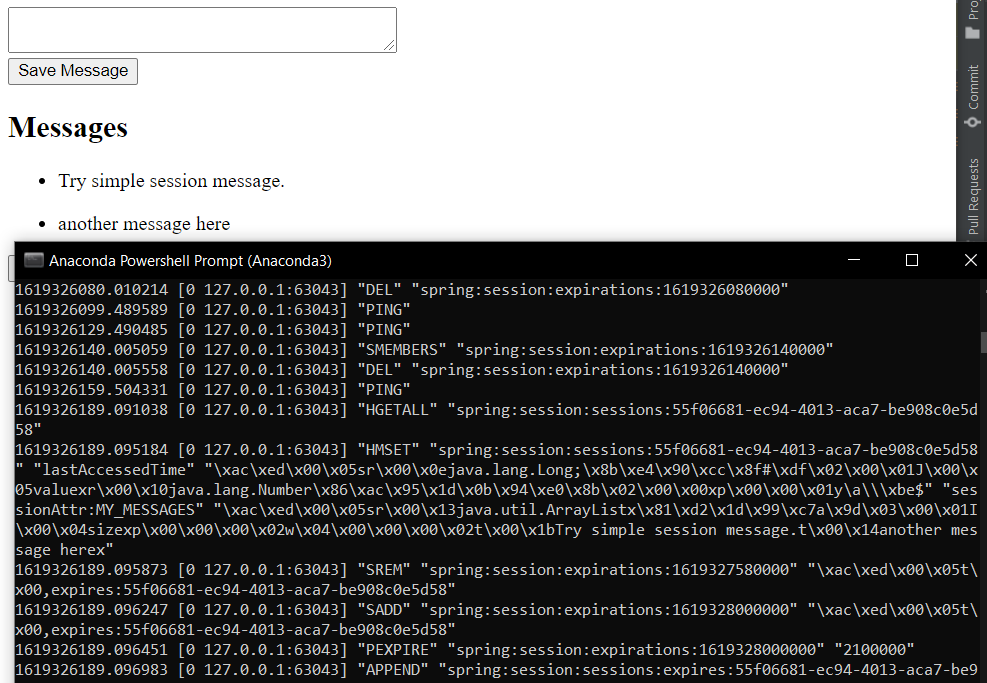 Save Message
Messages
Try simple session message.
another message here
Pro
Commit
Pull Requests
Anaconda Powershell Prompt (Anaconda3)
1619326080.010214 [0 127.0.0.1:63043] "DEL" "spring:session:expirations:1619326080000"
1619326099.489589 [0 127.0.0.1:63043] "PING"
1619326129.490485 [0 127.0.0.1:63043] "PING"
1619326140.005059 [0 127.0.0.1:63043] "SMEMBERS" "spring:session:expirations:1619326140000"
1619326140.005558 [0 127.0.0.1:63043] "DEL" "spring:session:expirations:1619326140000"
1619326159.504331 [0 127.0.0.1:63043] "PING"
1619326189.091038 [0 127.0.0.1:63043] "HGETALL" "spring:session:sessions:55f06681-ec94-4013-aca7-be908c0e5d
58"
1619326189.095184 [0 127.0.0.1:63043] "HMSET" "spring:session:sessions:55f06681-ec94-4013-aca7-be908c0e5d58
" "lastAccessedTime" "\xac\xed\x00\x05sr\x00\x0ejava.lang.Long;\x8b\xe4\x90\xcc\x8f#\xdf\x02\x00\x01J\x00\x
05valuexr\x00\x10java.lang.Number\x86\xac\x95\x1d\x0b\x94\xe0\x8b\x02\x00\x00xp\x00\x00\x01y\a\\\xbe$" "ses
sionAttr:MY_MESSAGES" "\xac\xed\x00\x05sr\x00\x13java.util.ArrayListx\x81\xd2\x1d\x99\xc7a\x9d\x03\x00\x01I
\x00\x04sizexp\x00\x00\x00\x02w\x04\x00\x00\x00\x02t\x00\x1bTry simple session message.t\x00\x14another mes
sage herex"
1619326189.095873 [0 127.0.0.1:63043] "SREM" "spring:session:expirations:1619327580000" "\xac\xed\x00\x05t\
x00,expires:55f06681-ec94-4013-aca7-be908c0e5d58"
1619326189.096247 [0 127.0.0.1:63043] "SADD" "spring:session:expirations:1619328000000" "\xac\xed\x00\x05t\
x00,expires:55f06681-ec94-4013-aca7-be908c0e5d58"
1619326189.096451 [0 127.0.0.1:63043] "PEXPIRE" "spring:session:expirations:1619328000000" "2100000"
1619326189.096983 [0 127.0.0.1:63043] "APPEND" "spring:session:sessions:expires:55f06681-ec94-4013-aca7-be9